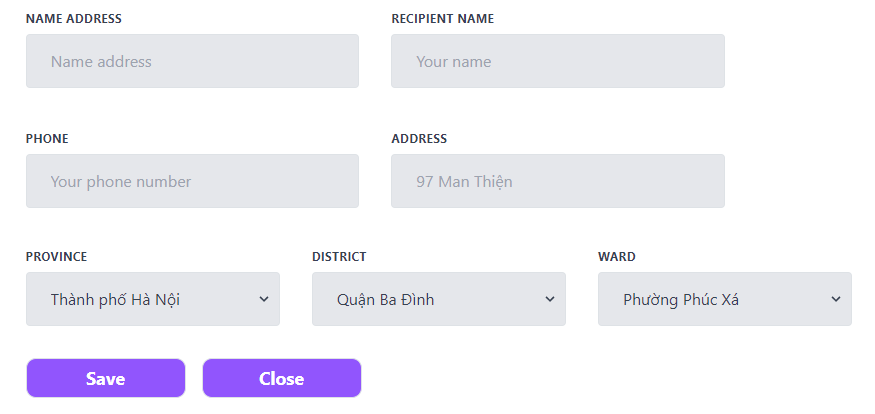 NAME ADDRESS RECIPIENT NAME
Name address Your name
PHONE ADDRESS
Your phone number 97 Man Thiện
PROVINCE DISTRICT WARD
Thành phố Hà Nội Quận Ba Đình Phường Phúc Xá
Save Close